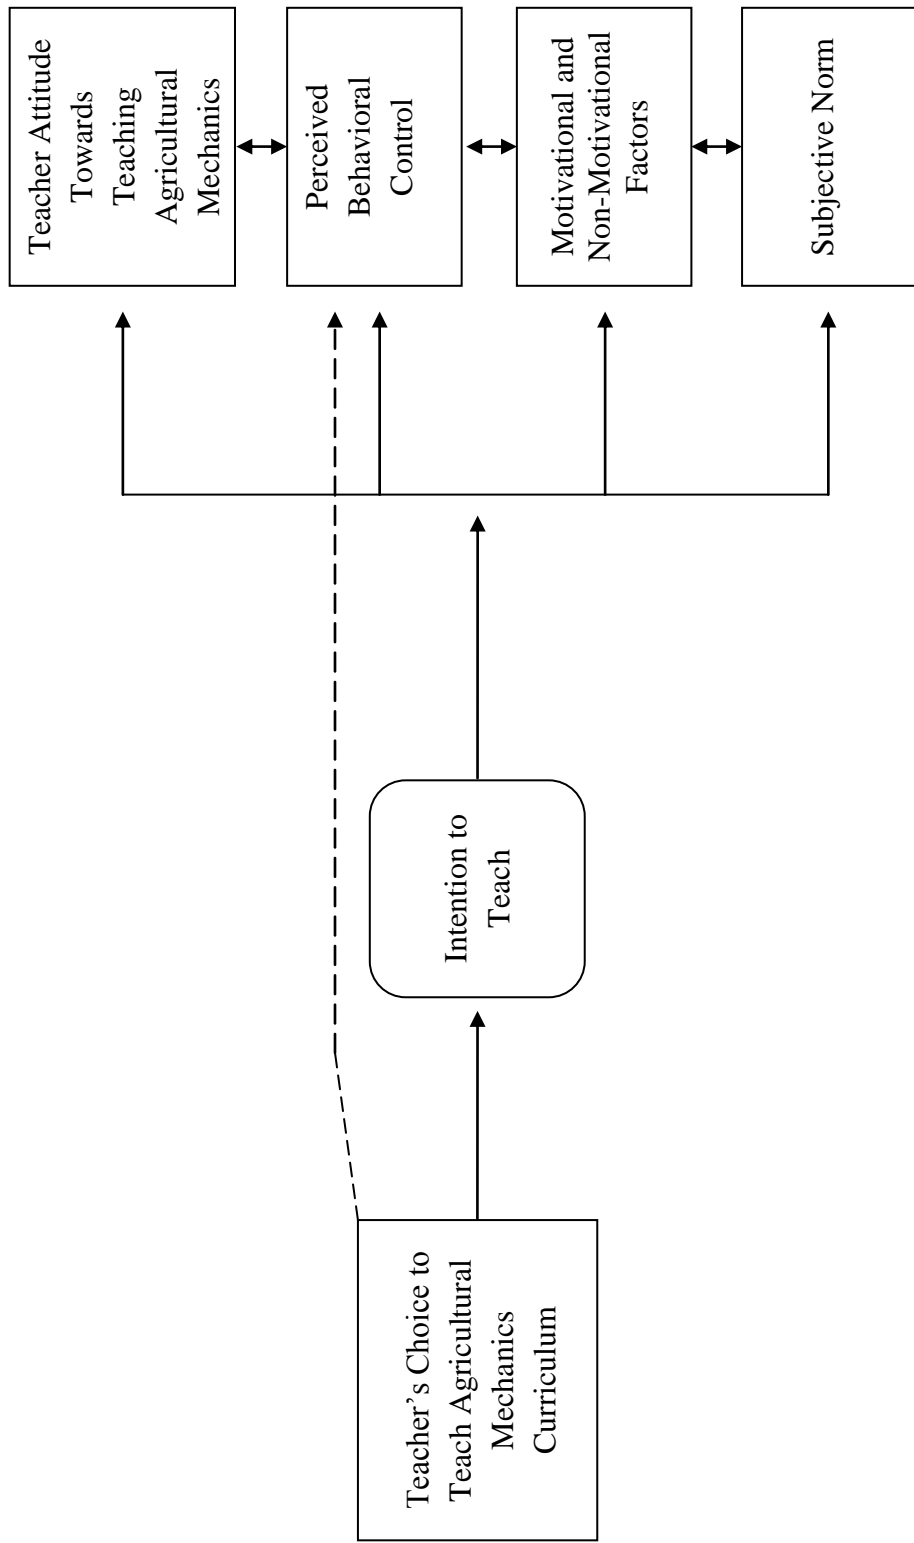 Teacher Attitude
Towards
Teaching
Agricultural
Mechanics
Perceived
Behavioral
Control
Motivational and
Non-Motivational
Factors
Subjective Norm
Intention to
Teach
Teacher’s Choice to
Teach Agricultural
Mechanics
Curriculum